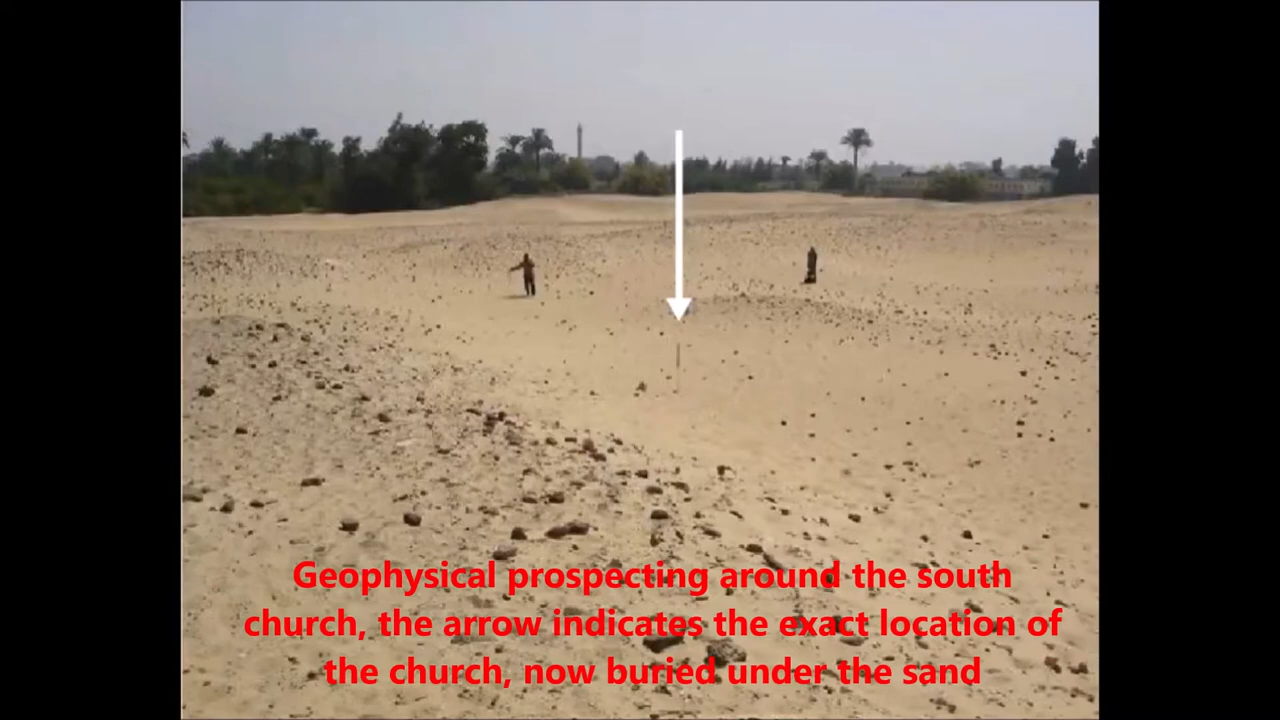 Geophysical prospecting around the south
church, the arrow indicates the exact location of
the church, now buried under the sand